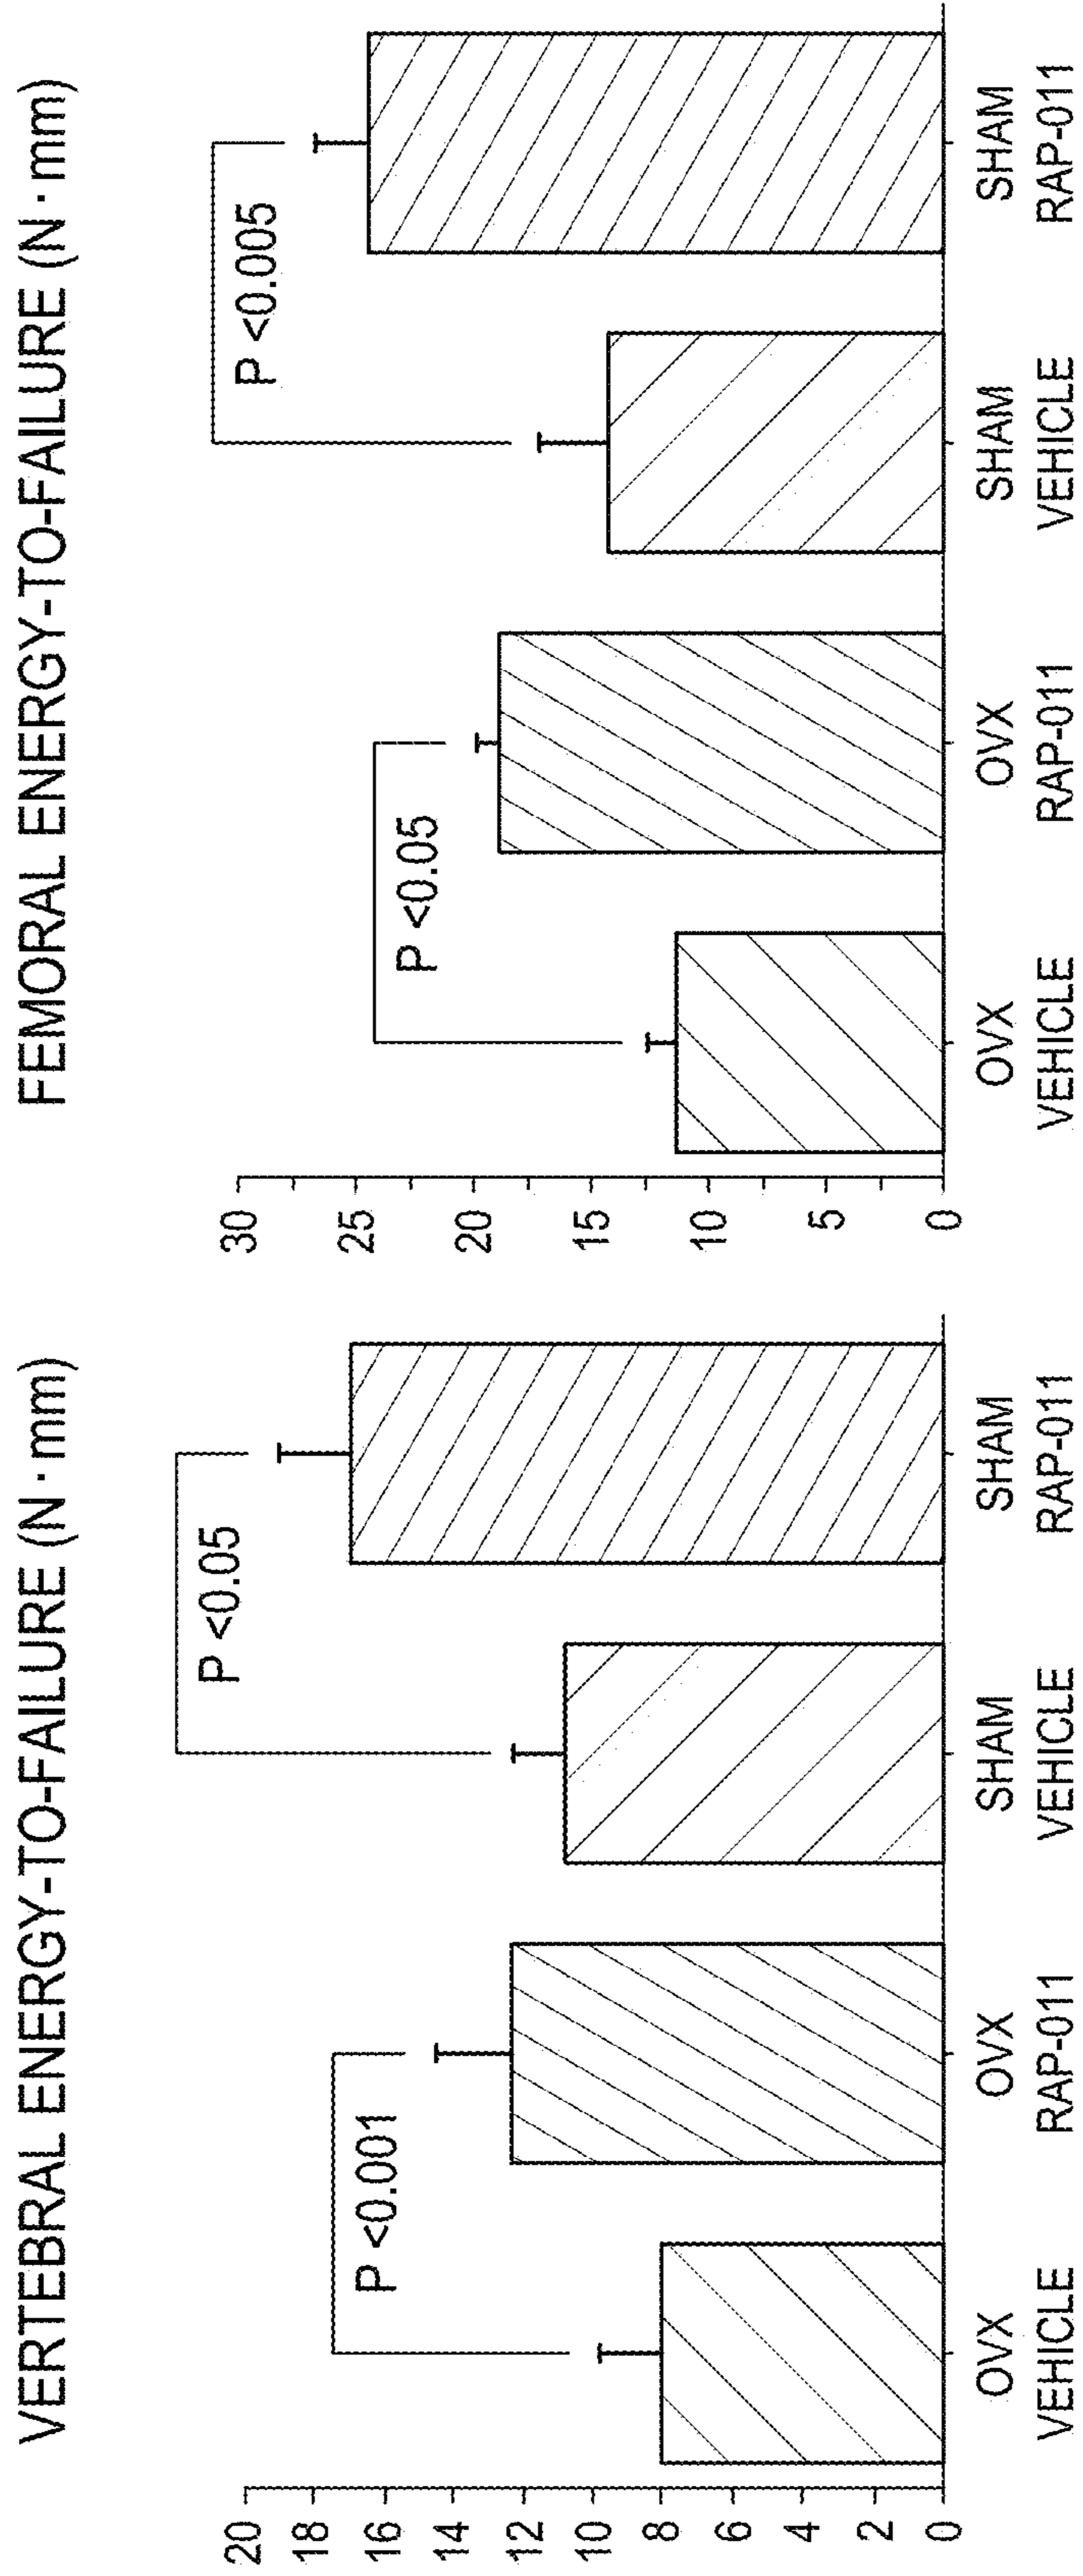 VERTEBRAL ENERGY-TO-FAILURE (N·mm)
20
18
16
14
12
10
8
6
4
2
0
P <0.001
P <0.05
OVX
VEHICLE
OVX
RAP-011
SHAM
VEHICLE
SHAM
RAP-011
FEMORAL ENERGY-TO-FAILURE (N·mm)
30
25
20
15
10
5
0
P <0.05
P <0.005
OVX
VEHICLE
OVX
RAP-011
SHAM
VEHICLE
SHAM
RAP-011